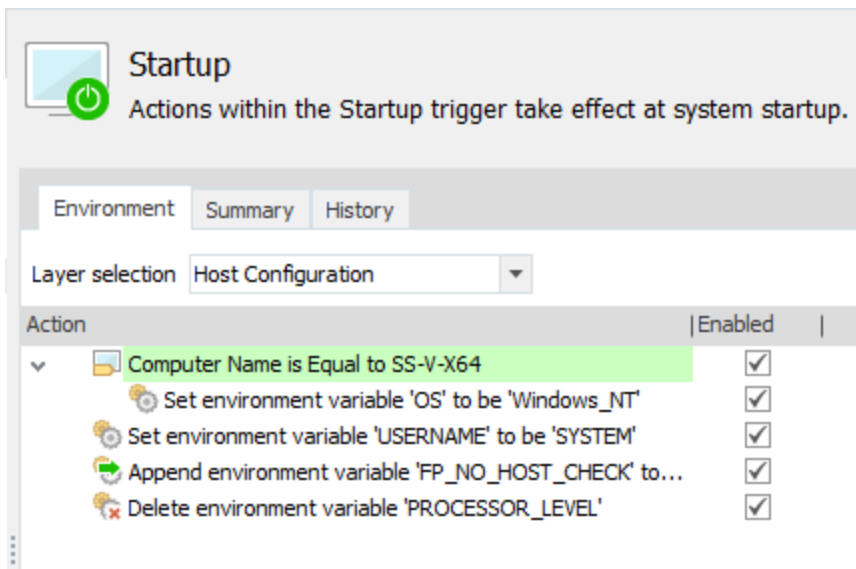 Startup
Actions within the Startup trigger take effect at system startup.
Environment Summary History
Layer selection Host Configuration
Action Enabled
Computer Name is Equal to SS-V-X64
Set environment variable 'OS' to be 'Windows_NT'
Set environment variable 'USERNAME' to be 'SYSTEM'
Append environment variable 'FP_NO_HOST_CHECK' to...
Delete environment variable 'PROCESSOR_LEVEL'